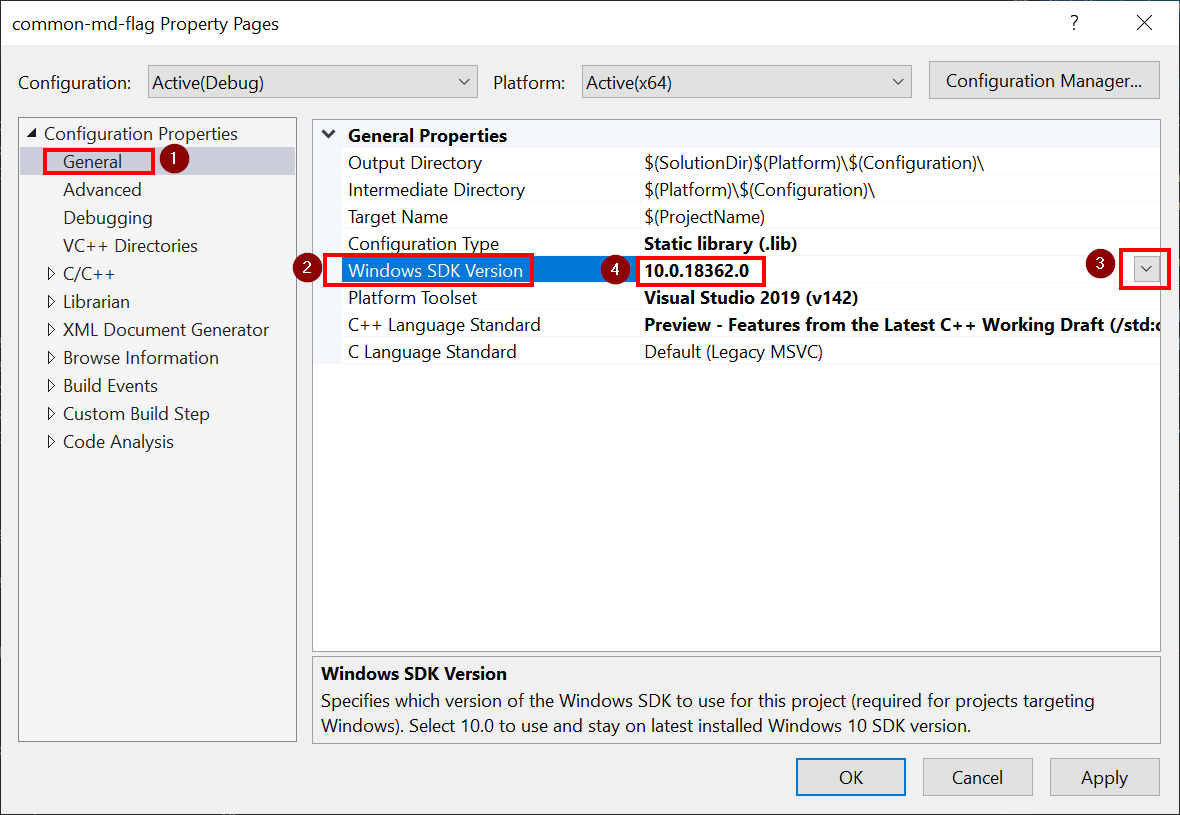 common-md-flag Property Pages
?
Configuration: Active(Debug) Platform: Active(x64) Configuration Manager...
Configuration Properties
General 1
Advanced
Debugging
VC++ Directories
C/C++
Librarian
XML Document Generator
Browse Information
Build Events
Custom Build Step
Code Analysis
General Properties
Output Directory $(SolutionDir)$(Platform)\$(Configuration)\
Intermediate Directory $(Platform)\$(Configuration)\
Target Name $(ProjectName)
Configuration Type Static library (.lib)
2 Windows SDK Version 4 10.0.18362.0 3
Platform Toolset Visual Studio 2019 (v142)
C++ Language Standard Preview - Features from the Latest C++ Working Draft (/std:c
C Language Standard Default (Legacy MSVC)
Windows SDK Version
Specifies which version of the Windows SDK to use for this project (required for projects targeting
Windows). Select 10.0 to use and stay on latest installed Windows 10 SDK version.
OK Cancel Apply